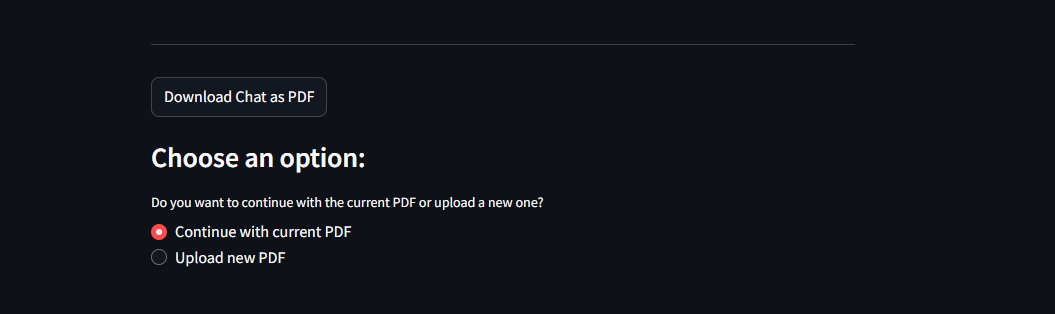 Download Chat as PDF
Choose an option:
Do you want to continue with the current PDF or upload a new one?
Continue with current PDF
Upload new PDF